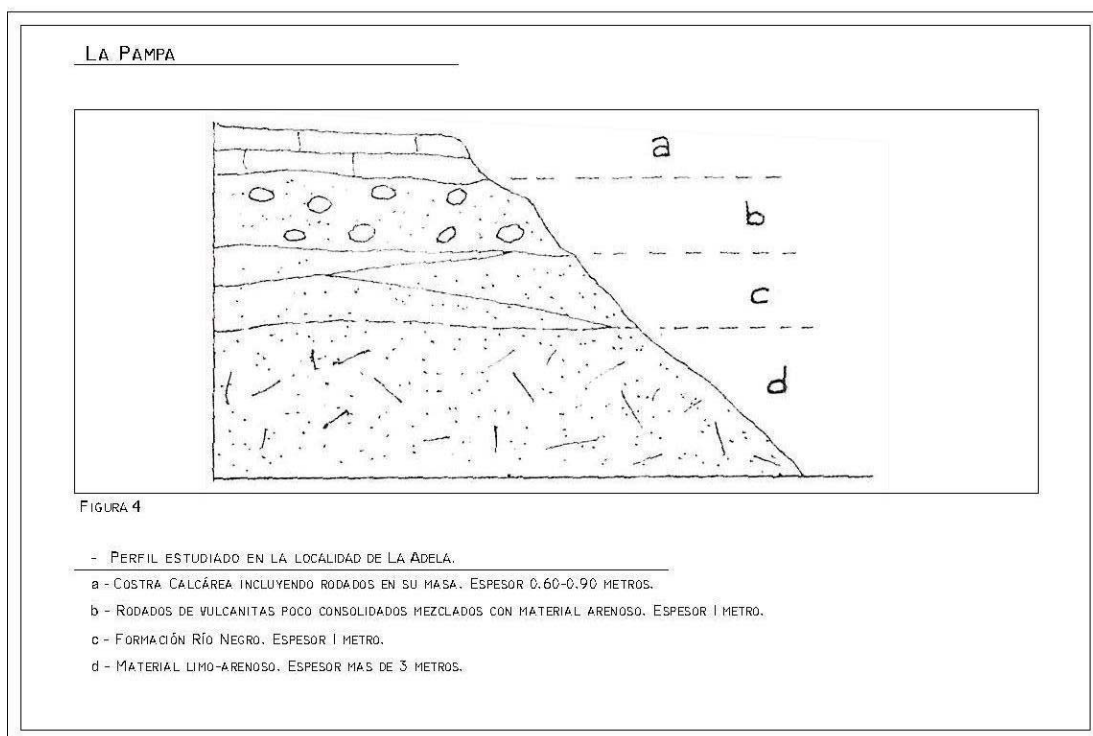 LA PAMPA
a
b
c
d
FIGURA 4
- PERFIL ESTUDIADO EN LA LOCALIDAD DE LA ADELA.
a - COSTRA CALCÁREA INCLUYENDO RODADOS EN SU MASA. ESPESOR 0.60-0.90 METROS.
b - RODADOS DE VULCANITAS POCO CONSOLIDADOS MEZCLADOS CON MATERIAL ARENOSO. ESPESOR 1 METRO.
c - FORMACIÓN RÍO NEGRO. ESPESOR 1 METRO.
d - MATERIAL LIMO-ARENOSO. ESPESOR MAS DE 3 METROS.